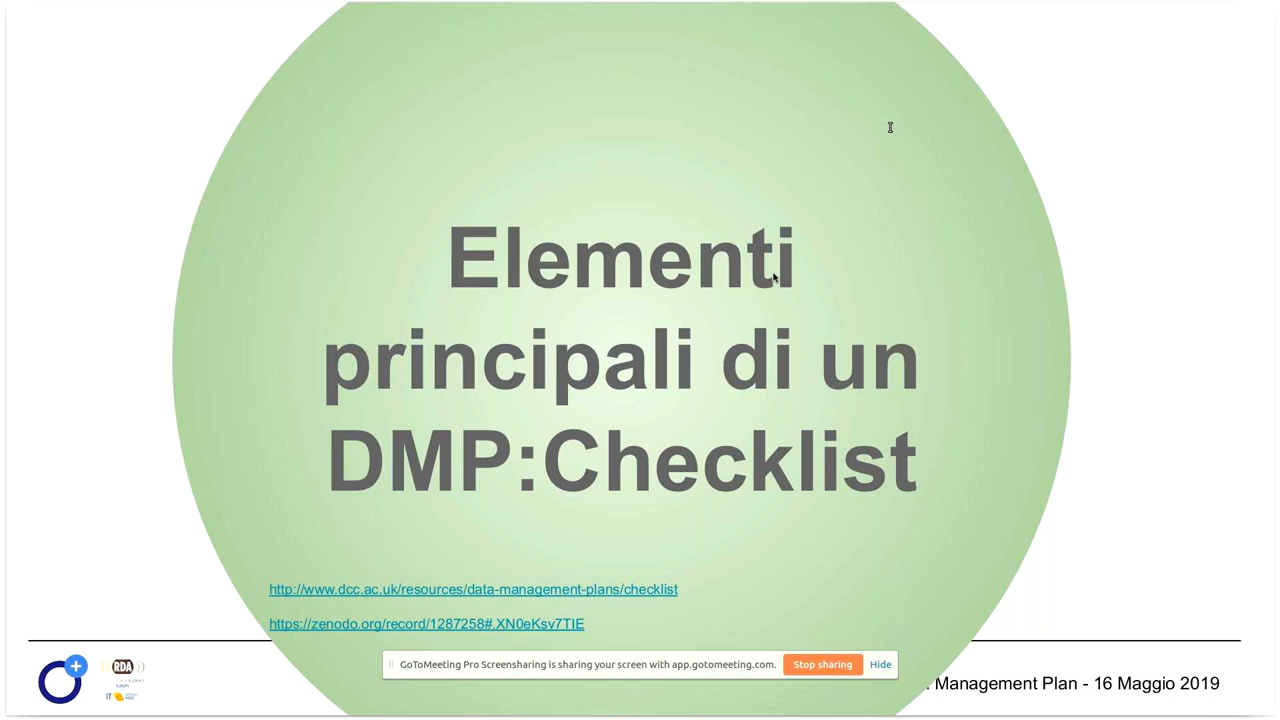 Elementi
principali di un
DMP:Checklist
http://www.dcc.ac.uk/resources/data-management-plans/checklist
https://zenodo.org/record/1287258#.XN0eKsv7TIE
GoToMeeting Pro Screensharing is sharing your screen with app.gotomeeting.com. Stop sharing Hide
RDA
IT
Management Plan - 16 Maggio 2019